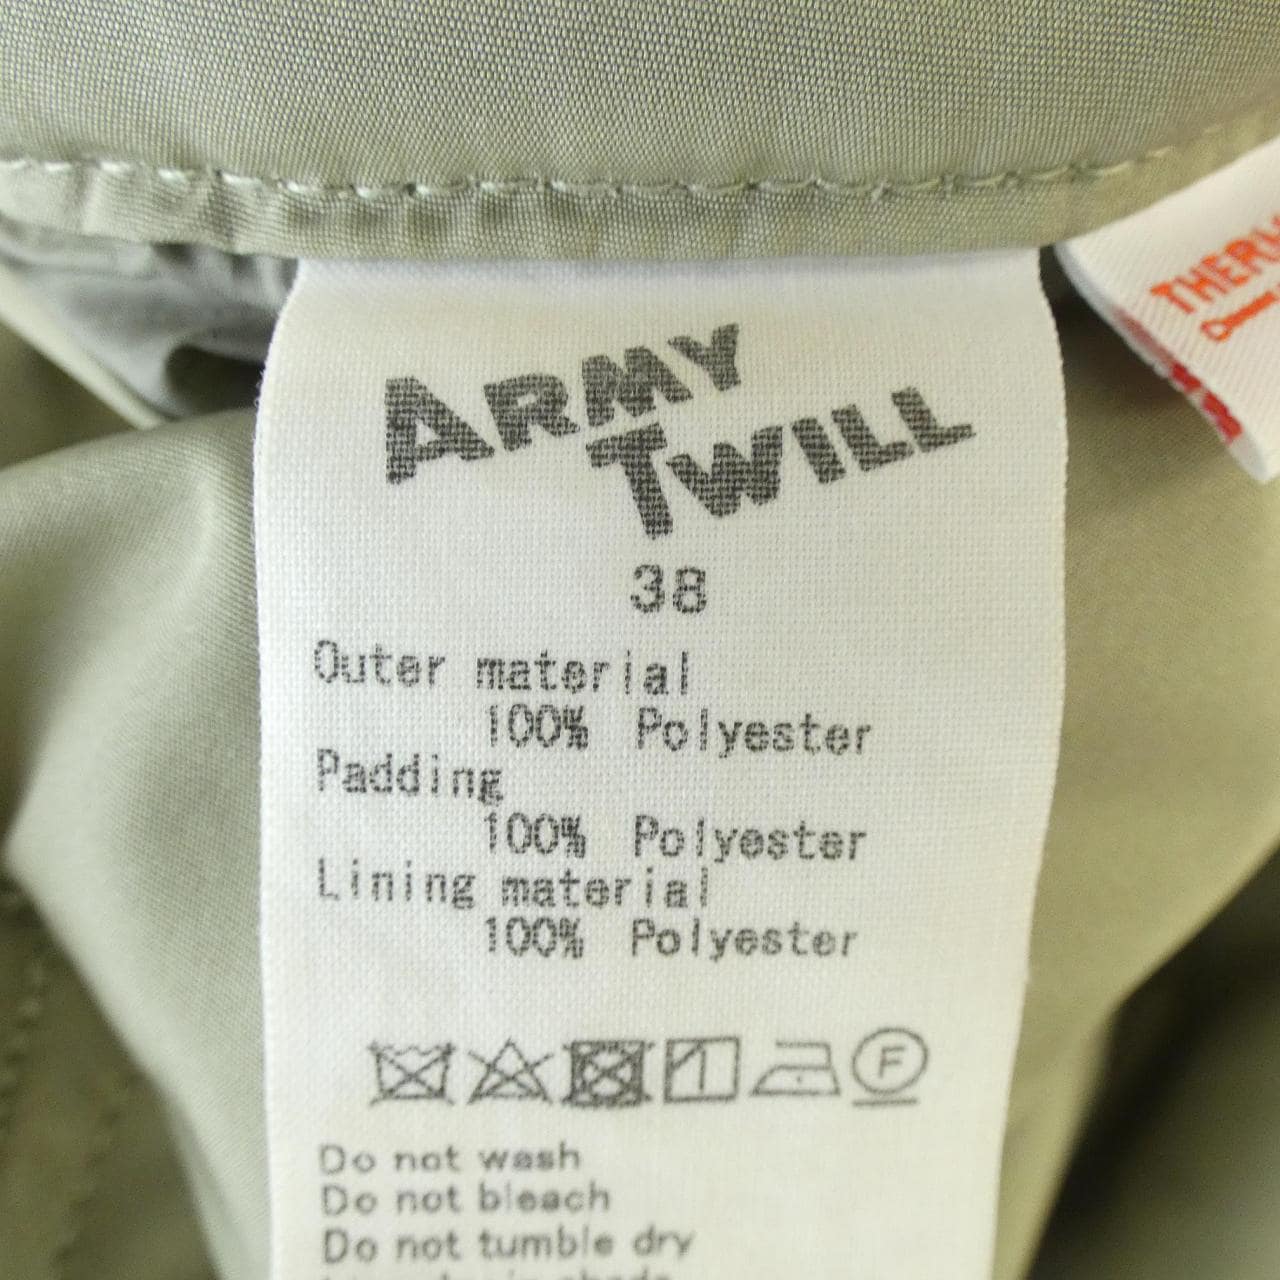 ARMY
TWILL
38
Outer material
100% Polyester
Padding
100% Polyester
Lining material
100% Polyester
F
Do not wash
Do not bleach
Do not tumble dry